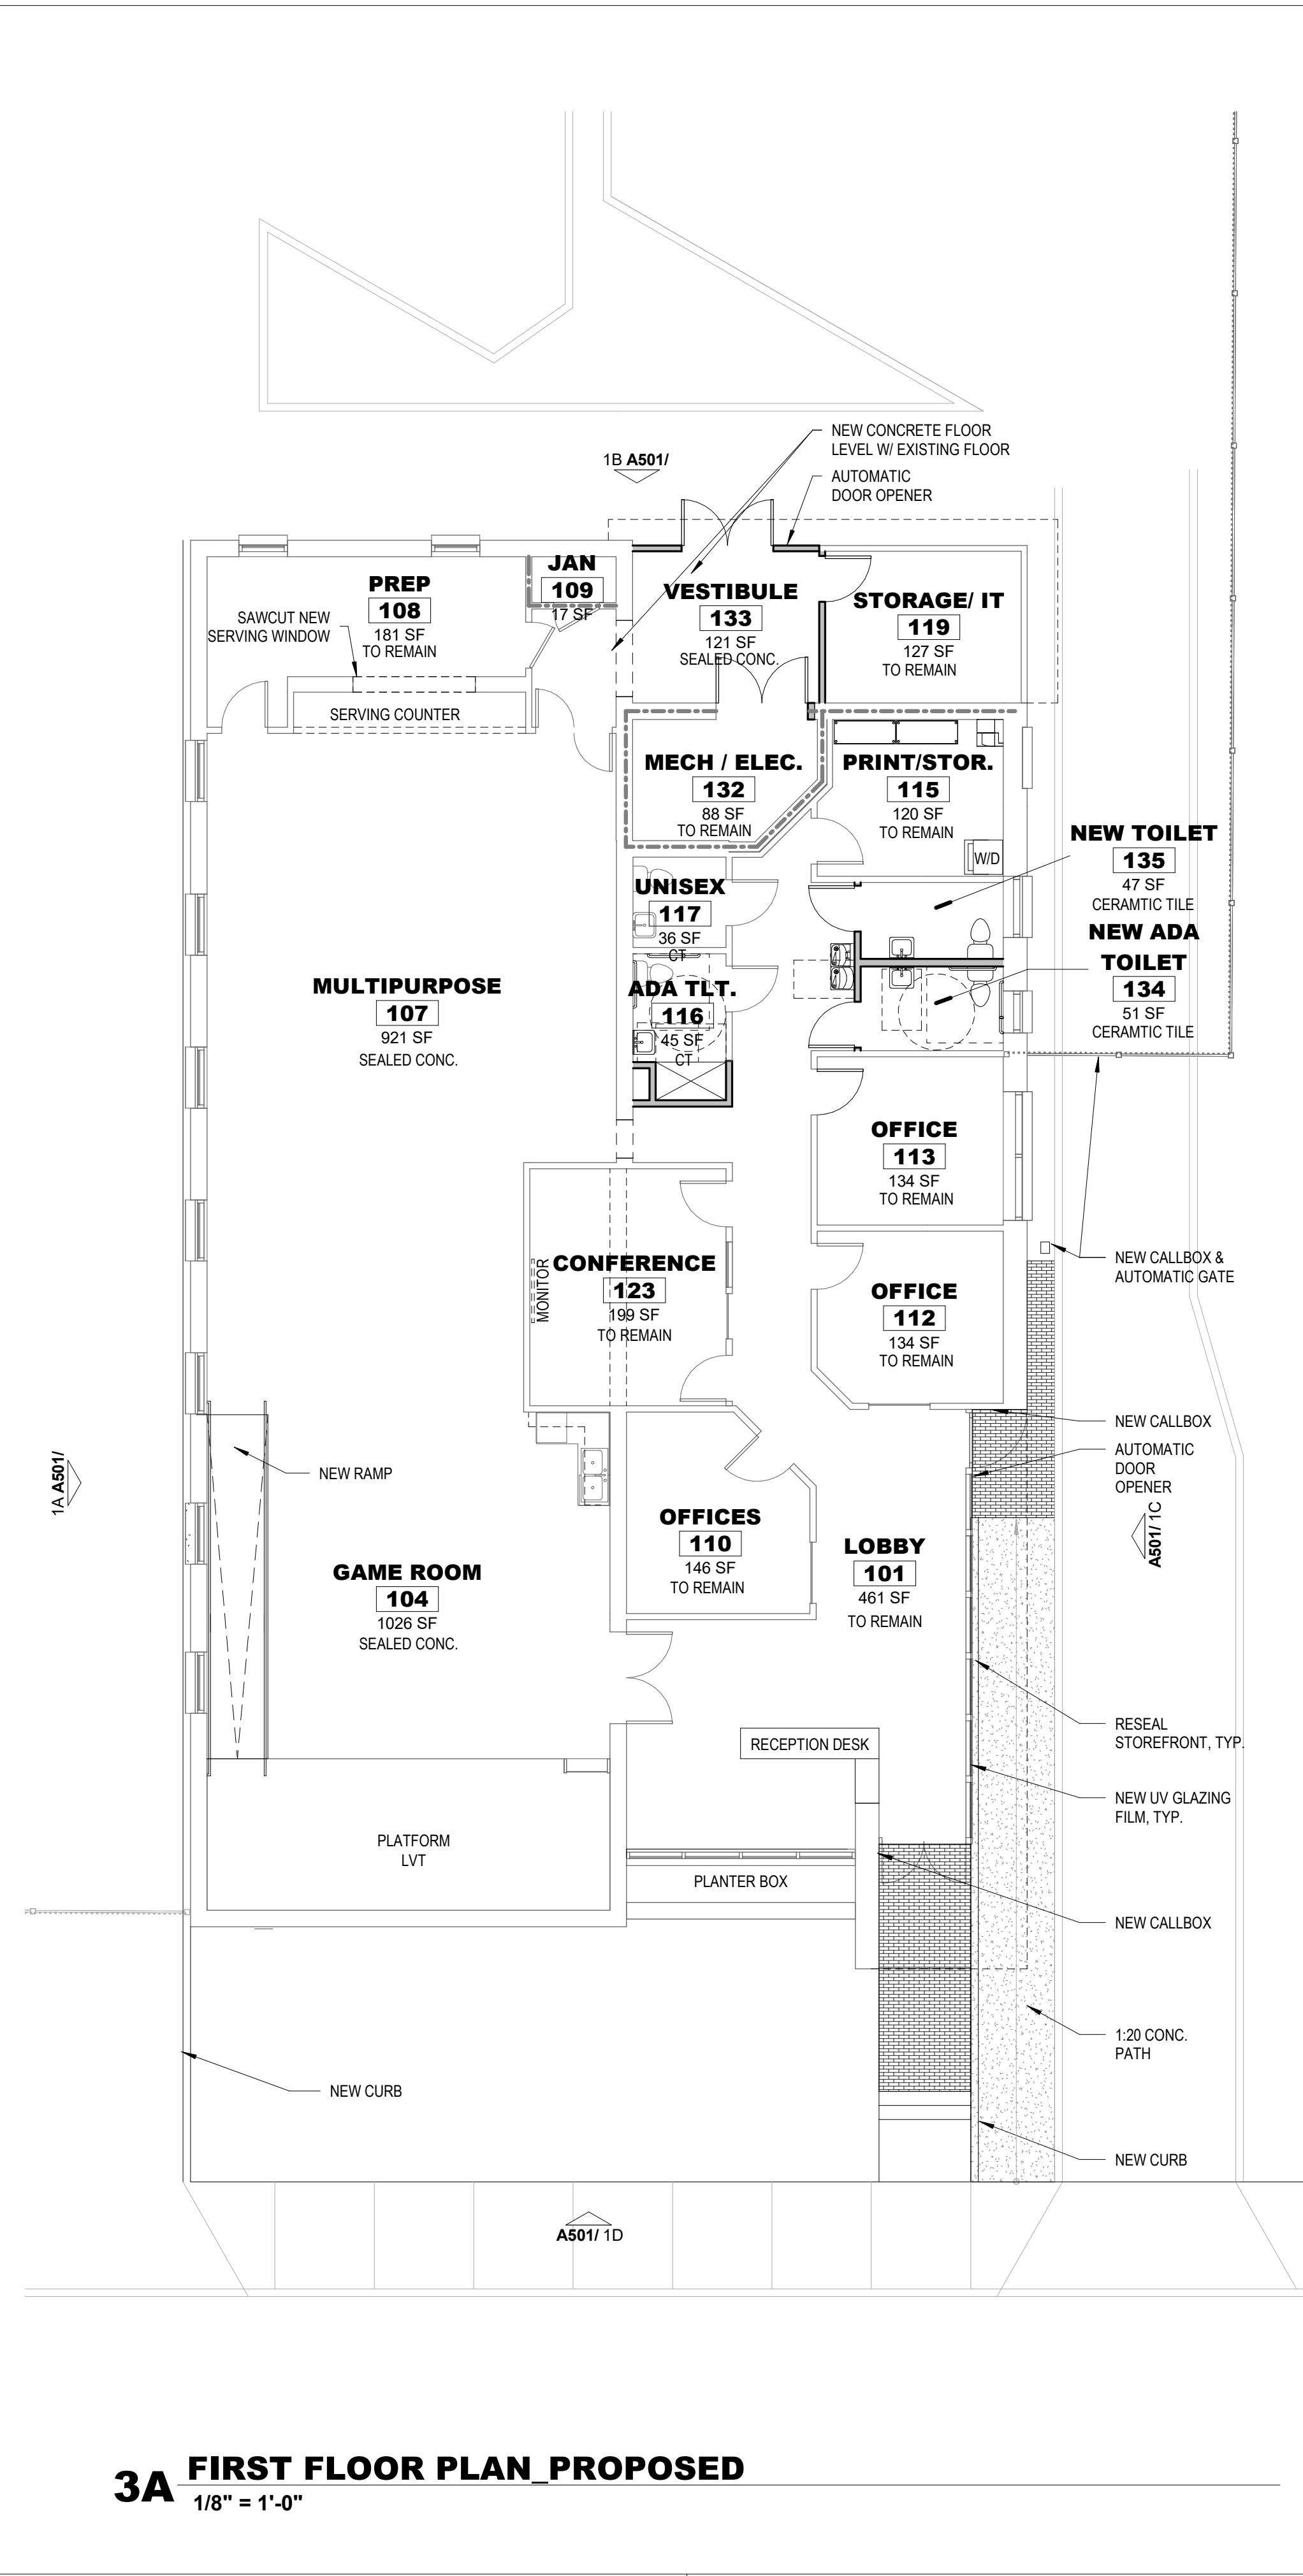 NEW CONCRETE FLOOR
LEVEL W/ EXISTING FLOOR
1B A501/
AUTOMATIC
DOOR OPENER
JAN
109
17 SF
PREP
108
181 SF
TO REMAIN
SAWCUT NEW
SERVING WINDOW
VESTIBULE
133
121 SF
SEALED CONC.
STORAGE/ IT
119
127 SF
TO REMAIN
SERVING COUNTER
MECH / ELEC.
132
88 SF
TO REMAIN
PRINT/STOR.
115
120 SF
TO REMAIN
W/D
NEW TOILET
135
47 SF
CERAMTIC TILE
UNISEX
117
36 SF
CT
NEW ADA
TOILET
134
51 SF
CERAMTIC TILE
MULTIPURPOSE
107
921 SF
SEALED CONC.
ADA TLT.
116
45 SF
CT
OFFICE
113
134 SF
TO REMAIN
NEW CALLBOX &
AUTOMATIC GATE
MONITOR
CONFERENCE
123
199 SF
TO REMAIN
OFFICE
112
134 SF
TO REMAIN
NEW CALLBOX
AUTOMATIC
DOOR
OPENER
1A A501/
NEW RAMP
A501/ 1C
OFFICES
110
146 SF
TO REMAIN
LOBBY
101
461 SF
TO REMAIN
GAME ROOM
104
1026 SF
SEALED CONC.
RESEAL
STOREFRONT, TYP.
RECEPTION DESK
NEW UV GLAZING
FILM, TYP.
PLATFORM
LVT
PLANTER BOX
NEW CALLBOX
1:20 CONC.
PATH
NEW CURB
NEW CURB
A501/ 1D
3A FIRST FLOOR PLAN_PROPOSED
1/8" = 1'-0"